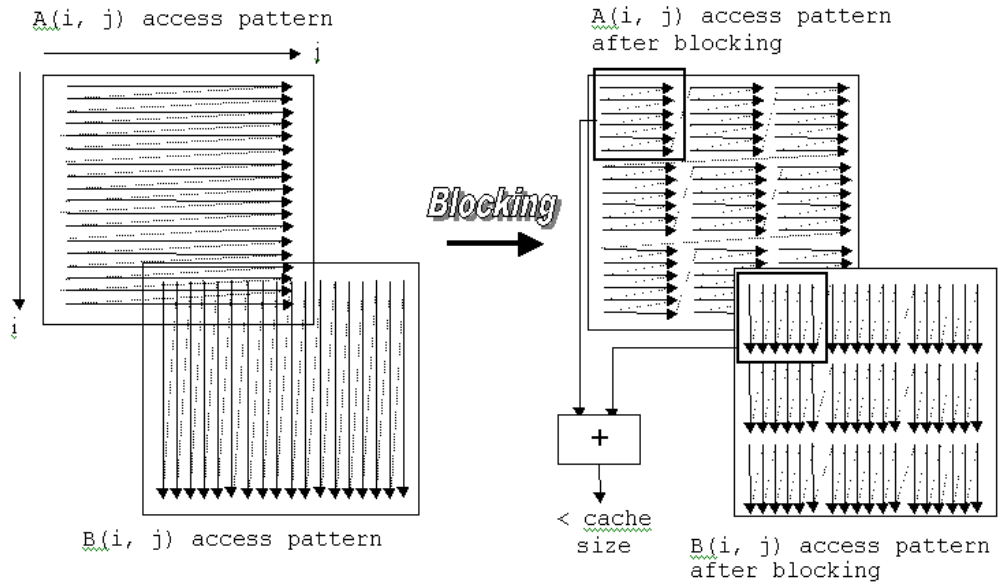 A(i, j) access pattern
j
i
B(i, j) access pattern
Blocking
A(i, j) access pattern
after blocking
+
< cache
size
B(i, j) access pattern
after blocking